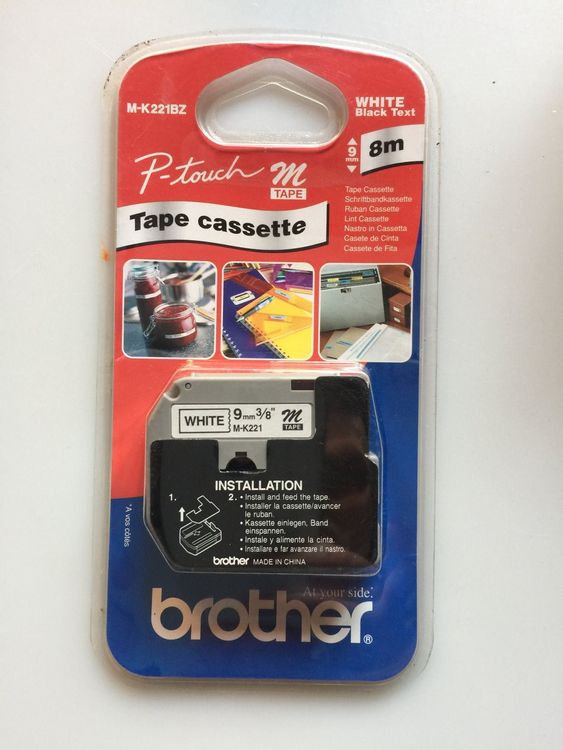 M-K221BZ
WHITE
Black Text
9
mm
8m
P-touch M
TAPE
Tape cassette
Tape Cassette
Schriftbandkassette
Ruban Cassette
Lint Cassette
Nastro in Cassetta
Casete de Cinta
Cassette de Fita
WHITE
9mm 3/8"
M-K221
M
TAPE
INSTALLATION
1.
2. • Install and feed the tape.
• Installer la cassette/avancer
le ruban.
• Kassette einlegen, Band
einspannen.
• Instale y alimente la cinta.
• Installare e far avanzare il nastro.
brother MADE IN CHINA
"A vos côtés
At your side.
brother®